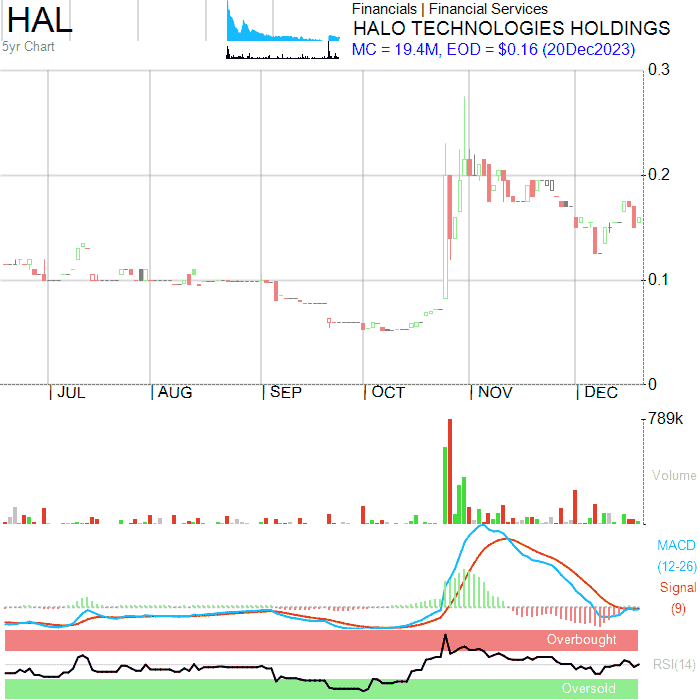 HAL
5yr Chart
Financials | Financial Services
HALO TECHNOLOGIES HOLDINGS
MC = 19.4M, EOD = $0.16 (20Dec2023)
0.3
0.2
0.1
0
| JUL | AUG | SEP | OCT | NOV | DEC
789k
Volume
MACD
(12-26)
Signal
(9)
Overbought
RSI(14)
Oversold